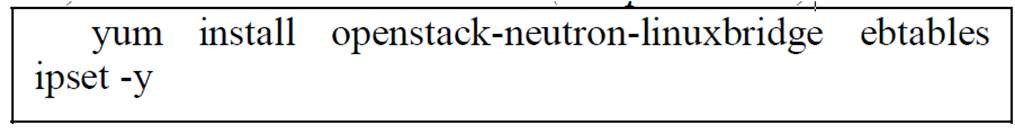 yum install openstack-neutron-linuxbridge ebtables
ipset -y